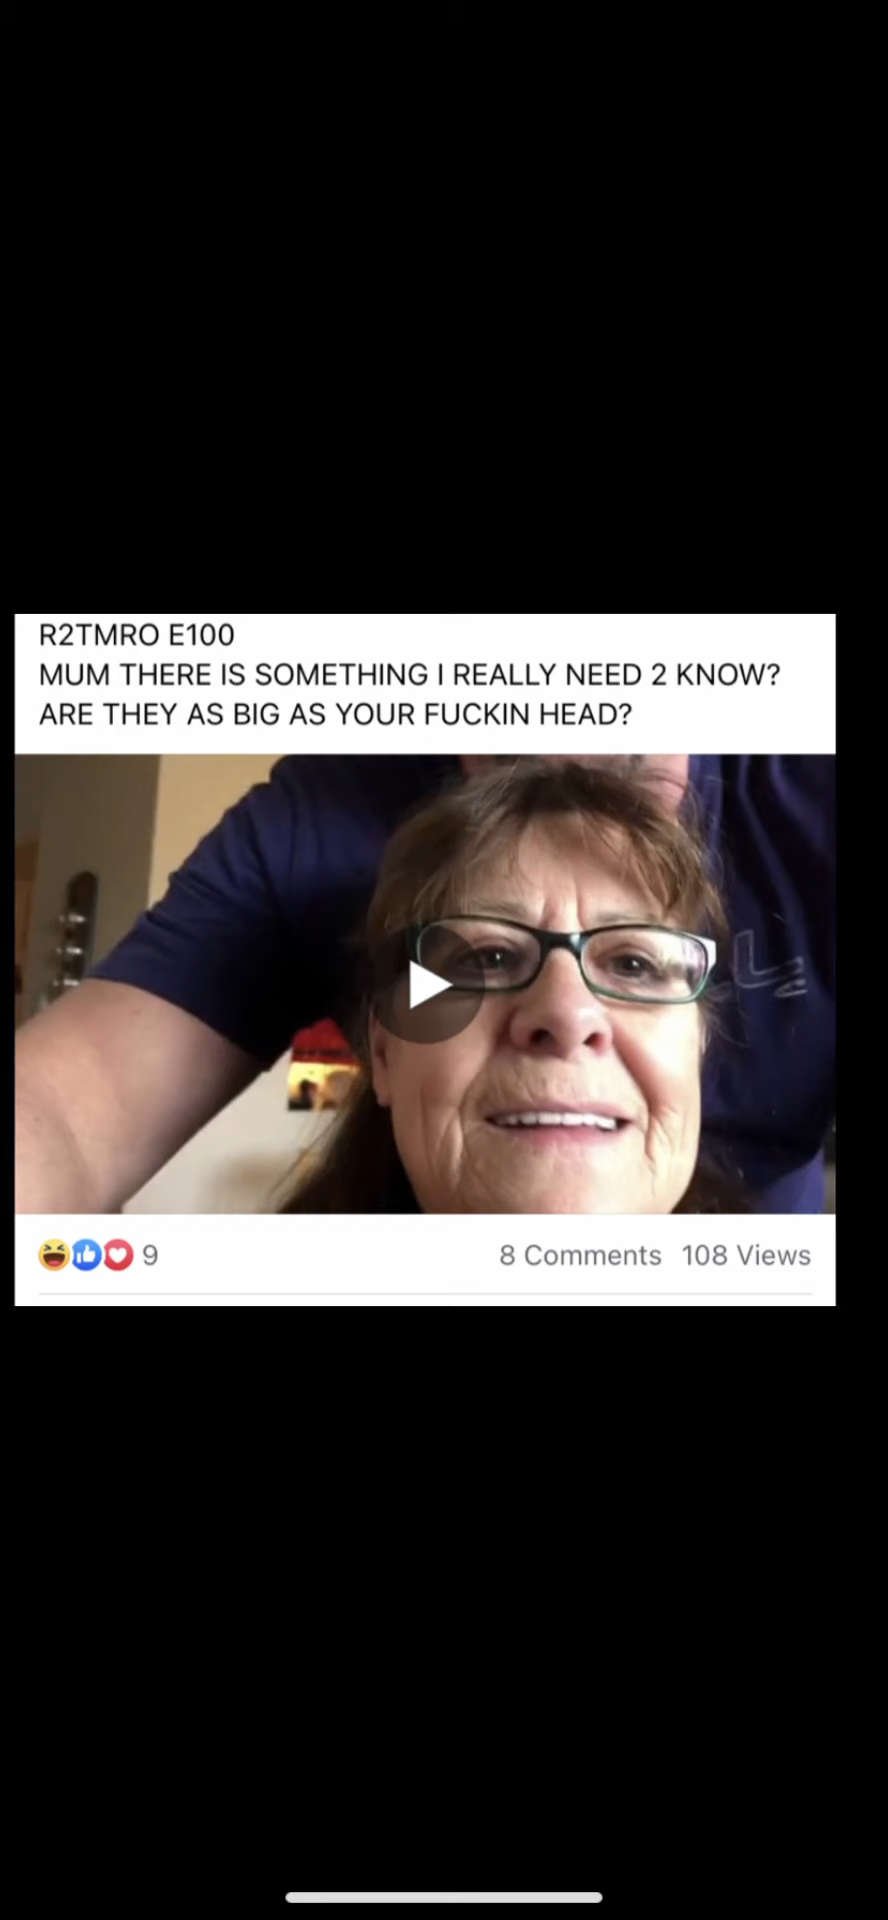 R2TMRO E100
MUM THERE IS SOMETHING I REALLY NEED 2 KNOW?
ARE THEY AS BIG AS YOUR FUCKIN HEAD?
9 8 Comments 108 Views